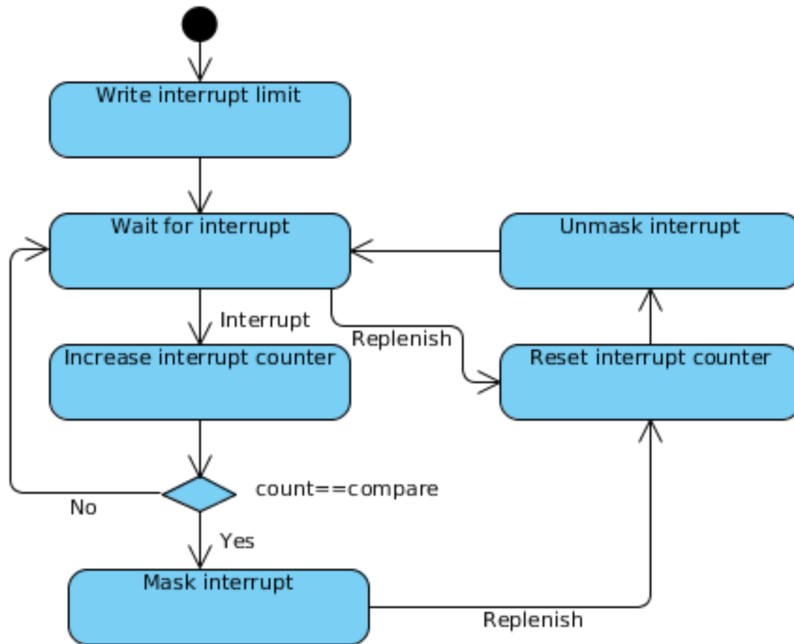 Write interrupt limit
Wait for interrupt
Unmask interrupt
Interrupt
Replenish
Increase interrupt counter
Reset interrupt counter
count==compare
No
Yes
Mask interrupt
Replenish